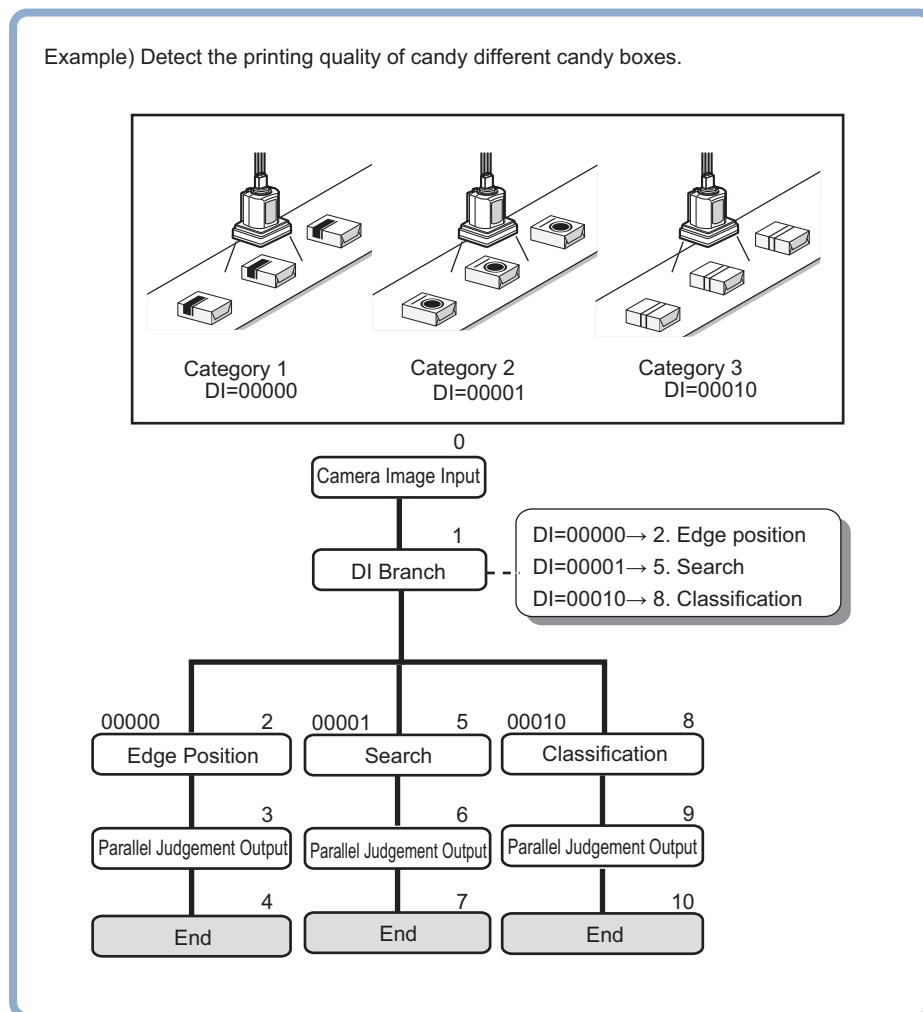 Example) Detect the printing quality of candy different candy boxes.
Category 1
DI=00000
Category 2
DI=00001
Category 3
DI=00010
0
Camera Image Input
1
DI Branch
DI=00000→ 2. Edge position
DI=00001→ 5. Search
DI=00010→ 8. Classification
00000 2
Edge Position
00001 5
Search
00010 8
Classification
3
Parallel Judgement Output
6
Parallel Judgement Output
9
Parallel Judgement Output
4
End
7
End
10
End